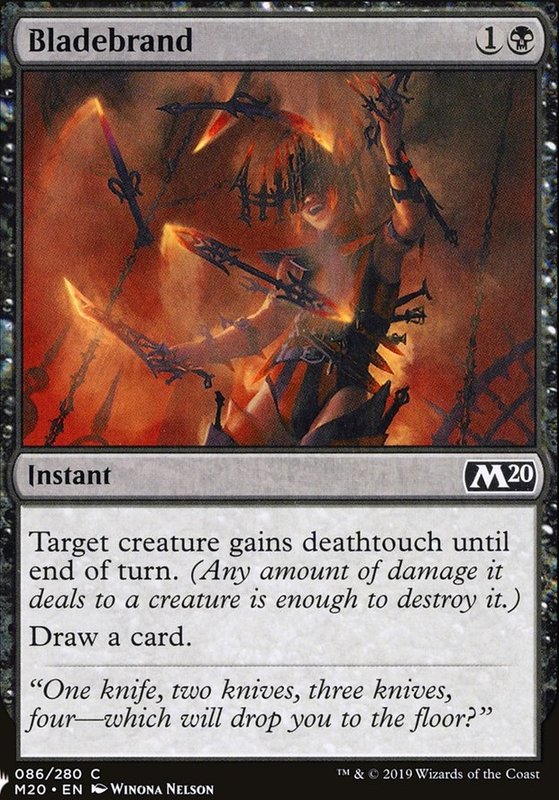 Bladebrand 1
Instant M20
Target creature gains deathtouch until
end of turn. (Any amount of damage it
deals to a creature is enough to destroy it.)
Draw a card.
“One knife, two knives, three knives,
four—which will drop you to the floor?”
086/280 C
M20 • EN Winona Nelson
™ & © 2019 Wizards of the Coast